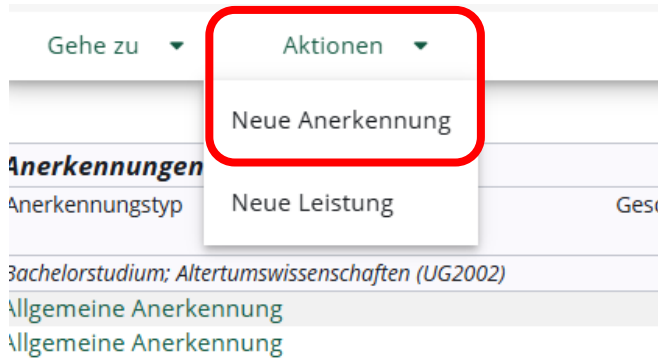 Gehe zu Aktionen
Neue Anerkennung
Anerkennungen
Anerkennungstyp Neue Leistung
Bachelorstudium; Altertumswissenschaften (UG2002)
Allgemeine Anerkennung
Allgemeine Anerkennung